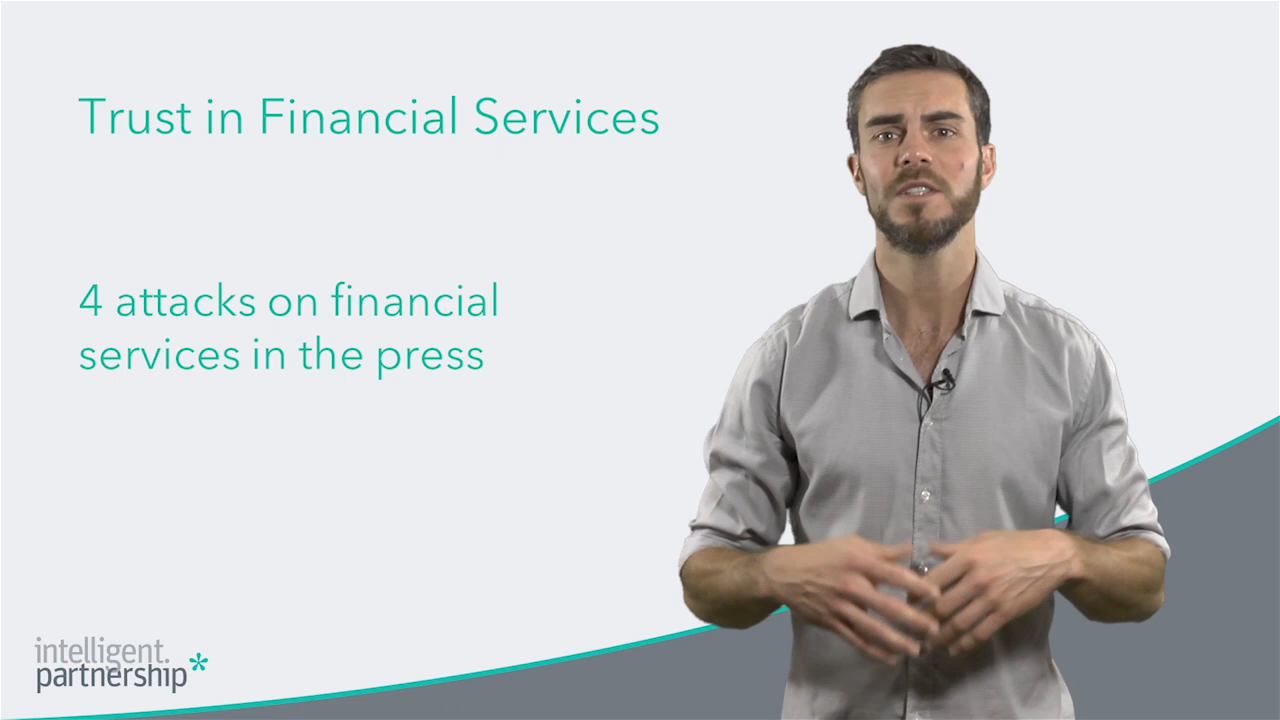 Trust in Financial Services
4 attacks on financial
services in the press
intelligent.
partnership*